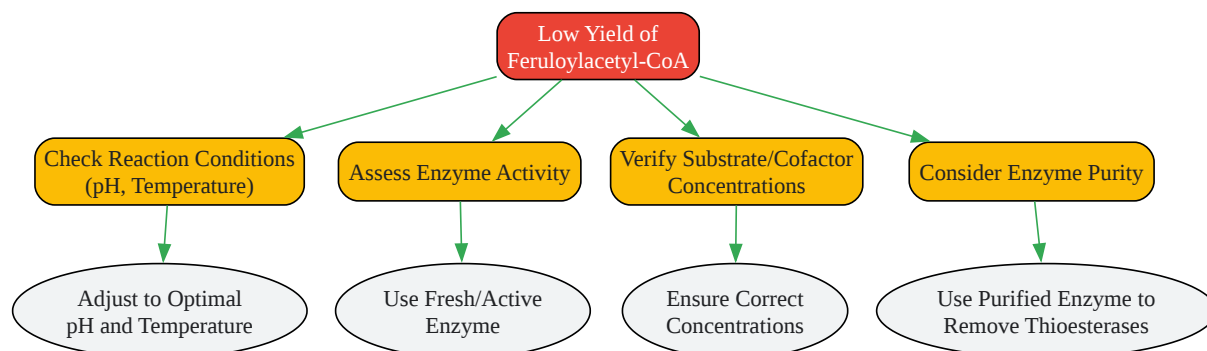 Low Yield of
Feruloylacetyl-CoA
Check Reaction Conditions
(pH, Temperature)
Assess Enzyme Activity
Verify Substrate/Cofactor
Concentrations
Consider Enzyme Purity
Adjust to Optimal
pH and Temperature
Use Fresh/Active
Enzyme
Ensure Correct
Concentrations
Use Purified Enzyme to
Remove Thioesterases